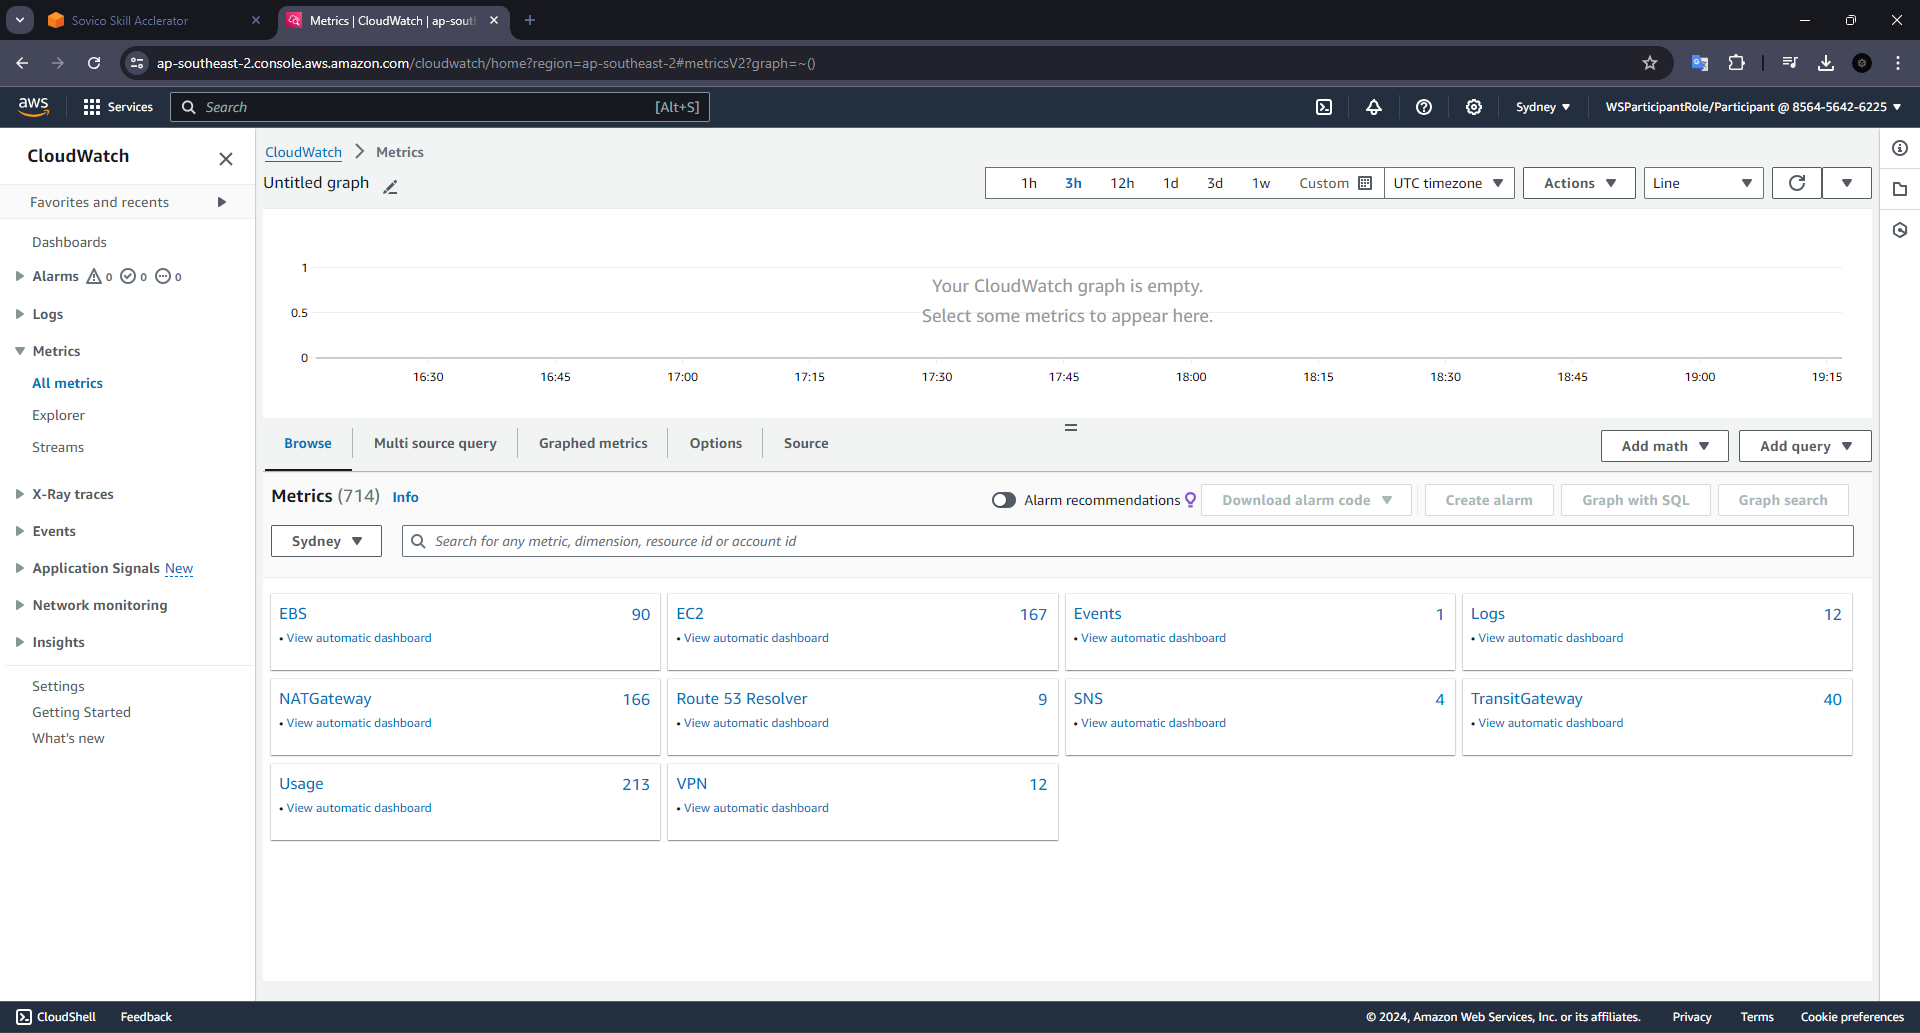 Sovico Skill Acclerator
Metrics | CloudWatch | ap-sout
ap-southeast-2.console.aws.amazon.com/cloudwatch/home?region=ap-southeast-2#metricsV2?graph=~()
aws
Services
Search
[Alt+S]
Sydney
WSParticipantRole/Participant @ 8564-5642-6225
CloudWatch
Favorites and recents
Dashboards
Alarms 0 0 0
Logs
Metrics
All metrics
Explorer
Streams
X-Ray traces
Events
Application Signals New
Network monitoring
Insights
Settings
Getting Started
What's new
CloudWatch > Metrics
Untitled graph
1h 3h 12h 1d 3d 1w Custom
UTC timezone
Actions
Line
1
0.5
0
Your CloudWatch graph is empty.
Select some metrics to appear here.
16:30 16:45 17:00 17:15 17:30 17:45 18:00 18:15 18:30 18:45 19:00 19:15
Browse
Multi source query
Graphed metrics
Options
Source
Add math
Add query
Metrics (714) Info
Alarm recommendations
Download alarm code
Create alarm
Graph with SQL
Graph search
Sydney
Search for any metric, dimension, resource id or account id
EBS 90
• View automatic dashboard
EC2 167
• View automatic dashboard
Events 1
• View automatic dashboard
Logs 12
• View automatic dashboard
NATGateway 166
• View automatic dashboard
Route 53 Resolver 9
• View automatic dashboard
SNS 4
• View automatic dashboard
TransitGateway 40
• View automatic dashboard
Usage 213
• View automatic dashboard
VPN 12
• View automatic dashboard
CloudShell
Feedback
© 2024, Amazon Web Services, Inc. or its affiliates.
Privacy
Terms
Cookie preferences